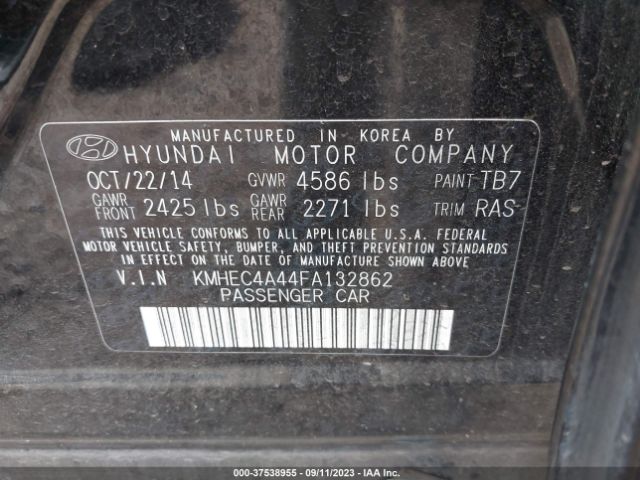 MANUFACTURED IN KOREA BY
HYUNDAI MOTOR COMPANY
OCT/22/14 GVWR 4586 lbs PAINT TB7
GAWR FRONT 2425 lbs GAWR REAR 2271 lbs TRIM RAS
THIS VEHICLE CONFORMS TO ALL APPLICABLE U.S.A. FEDERAL
MOTOR VEHICLE SAFETY, BUMPER, AND THEFT PREVENTION STANDARDS
IN EFFECT ON THE DATE OF MANUFACTURE SHOWN ABOVE
V.I.N KMHEC4A44FA132862
PASSENGER CAR
000-37538955 - 09/11/2023 - IAA Inc.